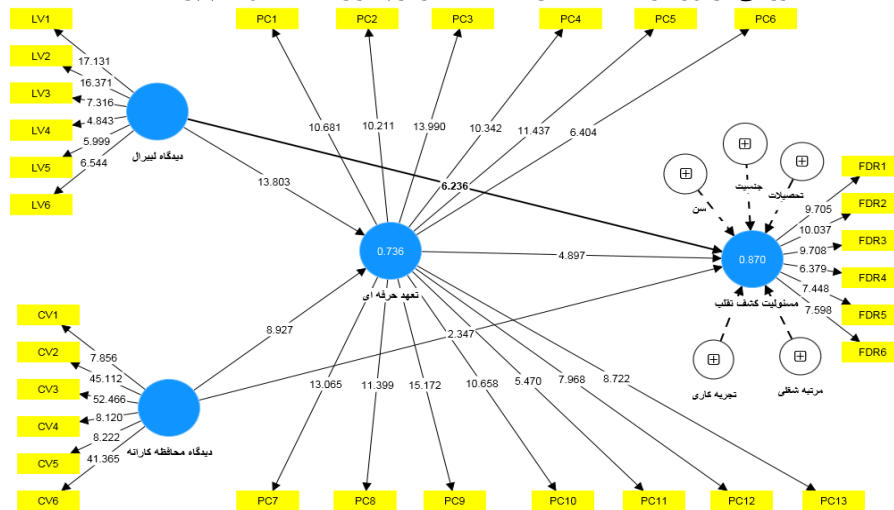 LV1
LV2
LV3
LV4
LV5
LV6
17.131
16.371
7.316
4.843
5.999
6.544
دیدگاه لیبرال
PC1
PC2
PC3
PC4
PC5
PC6
10.681
10.211
13.990
10.342
11.437
6.404
13.803
6.236
سن
جنسیت
تحصیلات
FDR1
FDR2
FDR3
FDR4
FDR5
FDR6
9.705
10.037
9.708
6.379
7.448
7.598
0.736
تعهد حرفه ای
4.897
0.870
مسئولیت کشف تقلب
تجربه کاری
مرتبه شغلی
8.927
2.347
CV1
CV2
CV3
CV4
CV5
CV6
7.856
45.112
52.466
8.120
8.222
41.365
دیدگاه محافظه کارانه
13.065
11.399
15.172
10.658
5.470
7.968
8.722
PC7
PC8
PC9
PC10
PC11
PC12
PC13